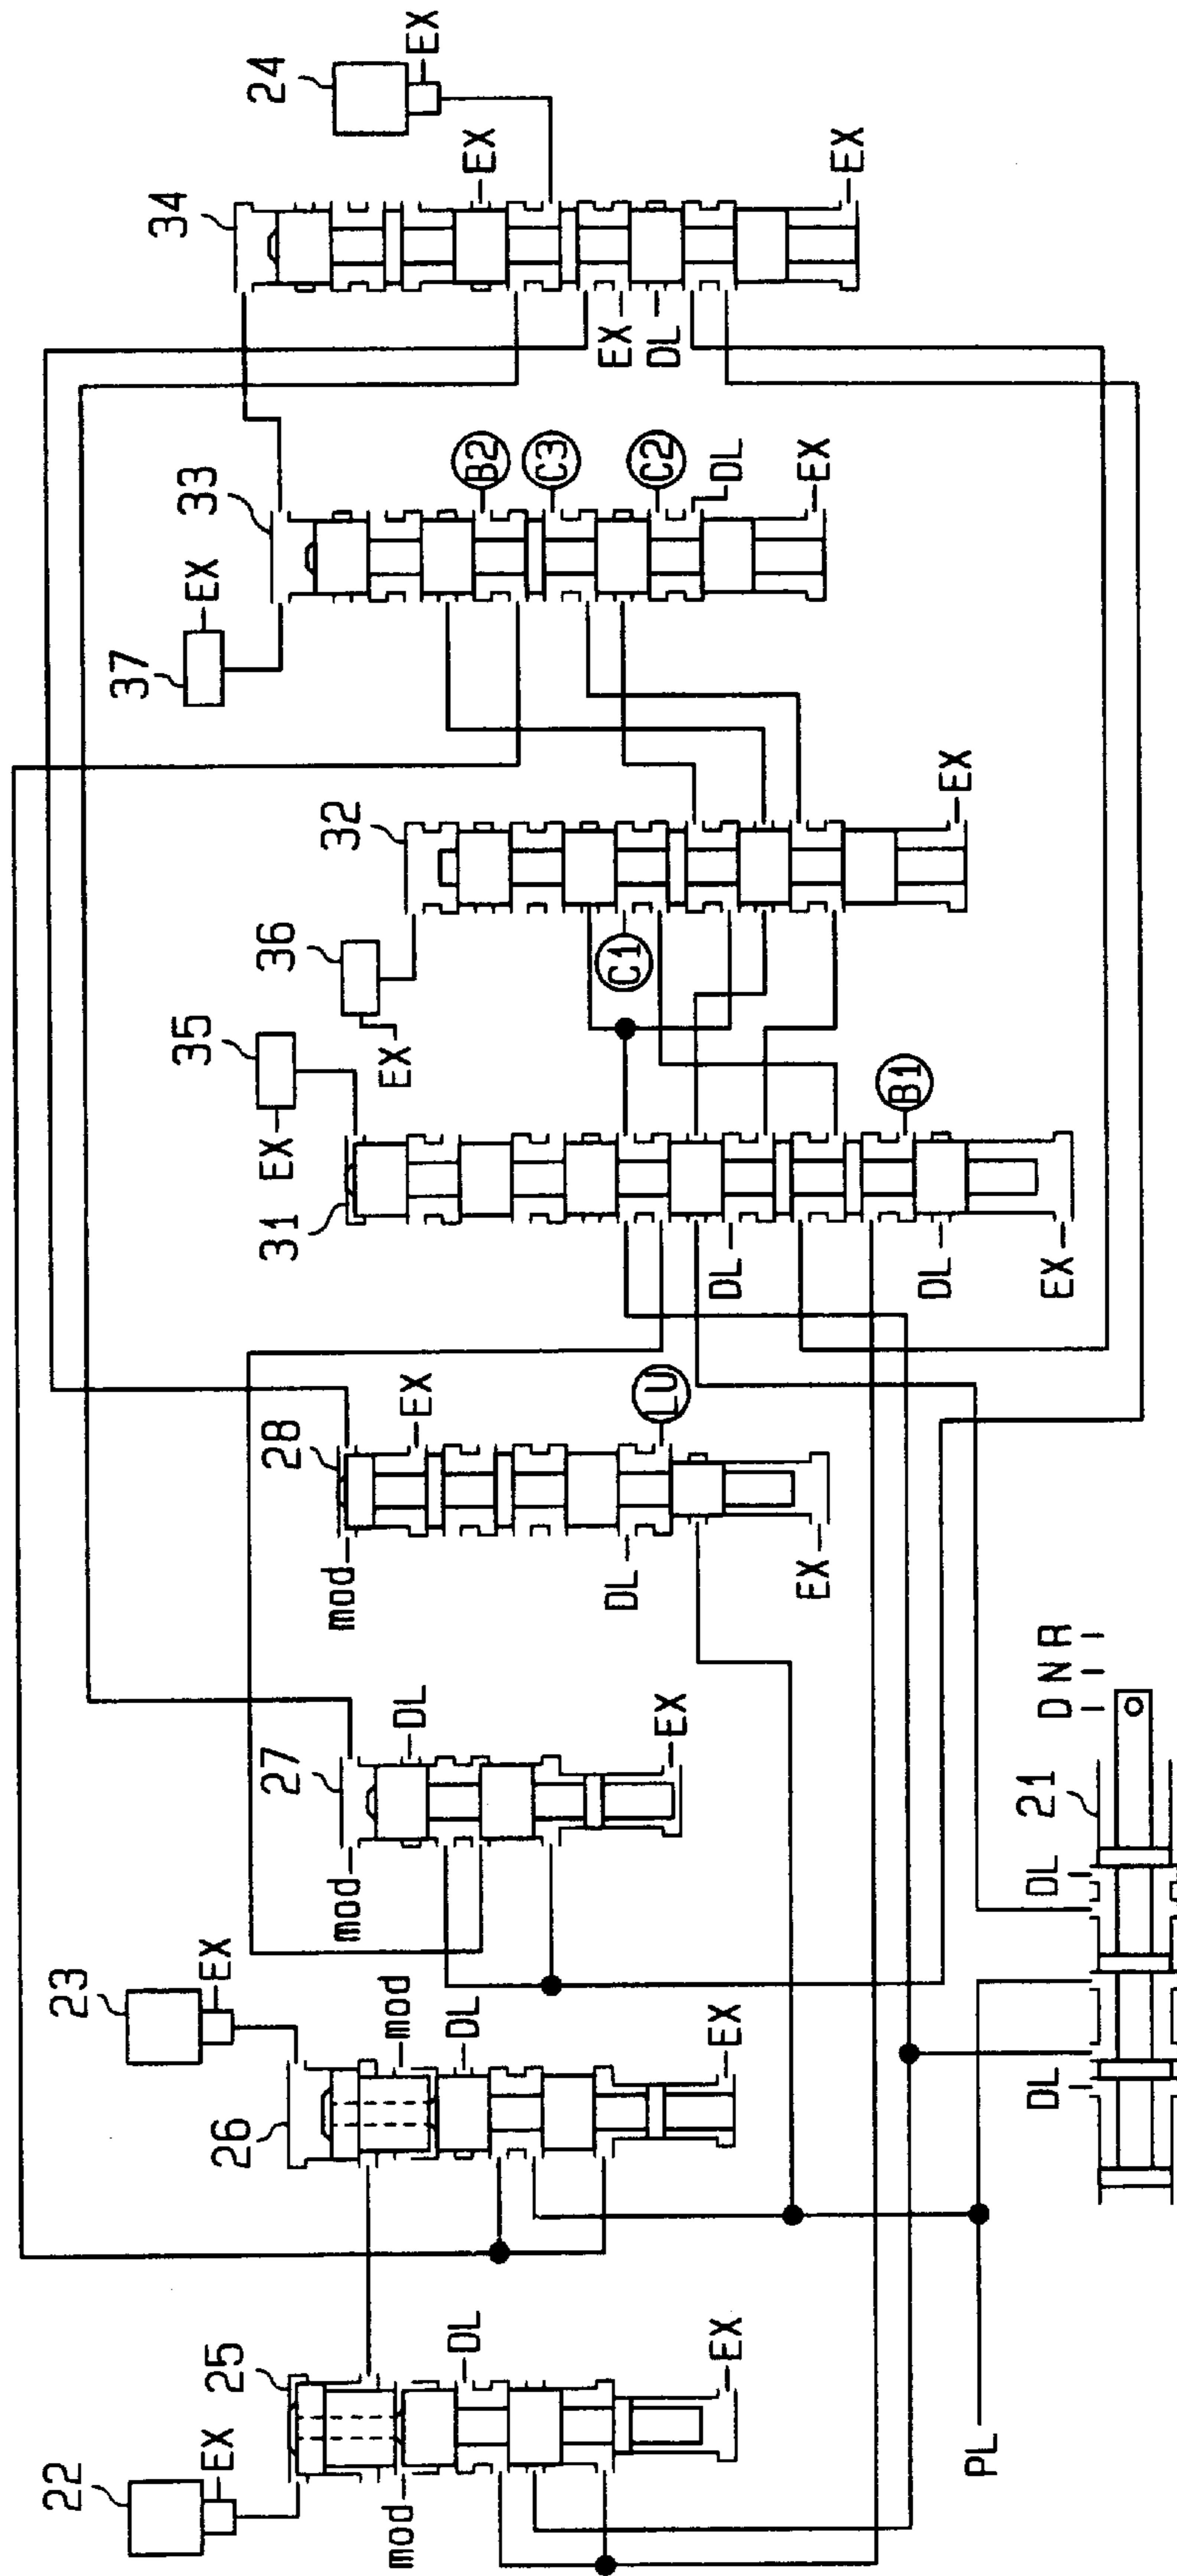 22
EX
25
mod
DL
EX
PL
23
EX
26
mod
DL
EX
27
mod
DL
EX
28
mod
EX
DL
LU
EX
21
DL
DL
D N R
35
EX
31
DL
DL
B1
EX
36
EX
32
C1
EX
37
EX
33
B2
C3
C2
DL
EX
24
EX
34
EX
EX
DL
EX